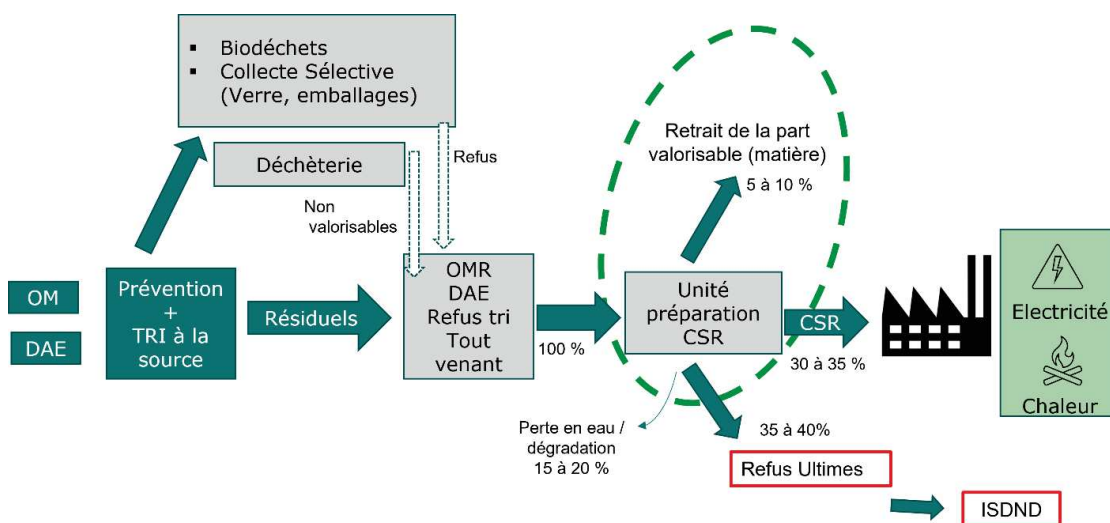 ▪ Biodéchets
▪ Collecte Sélective
(Verre, emballages)
Déchèterie
Refus
Non
valorisables
OM
DAE
Prévention
+
TRI à la
source
Résiduels
OMR
DAE
Refus tri
Tout
venant
100 %
Retrait de la part
valorisable (matière)
5 à 10 %
Unité
préparation
CSR
CSR
30 à 35 %
Electricité
Chaleur
Perte en eau /
dégradation
15 à 20 %
35 à 40%
Refus Ultimes
ISDND